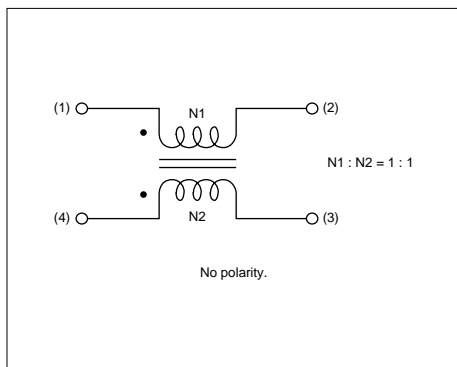 (1) N1 (2)
N1 : N2 = 1 : 1
(4) N2 (3)
No polarity.